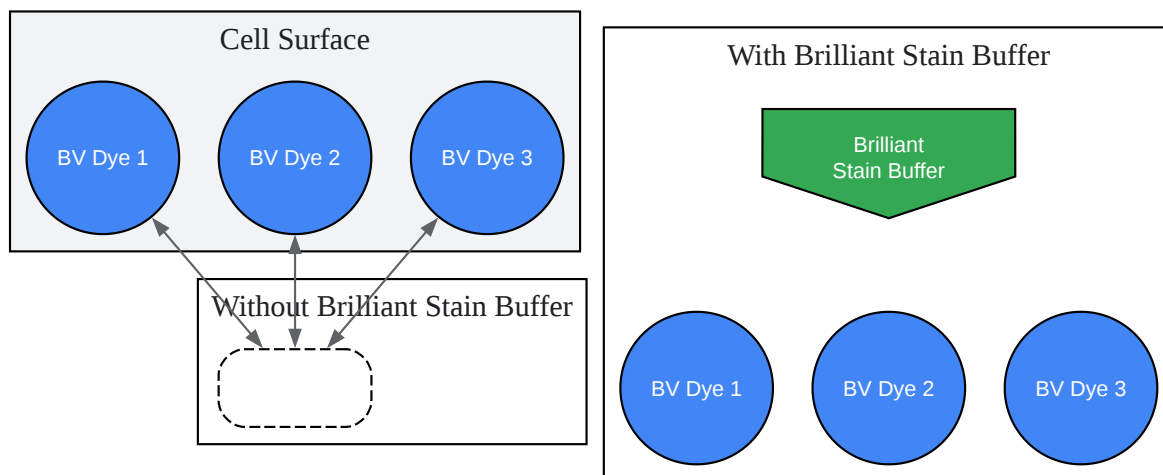 Cell Surface
BV Dye 1
BV Dye 2
BV Dye 3
Without Brilliant Stain Buffer
With Brilliant Stain Buffer
Brilliant
Stain Buffer
BV Dye 1
BV Dye 2
BV Dye 3